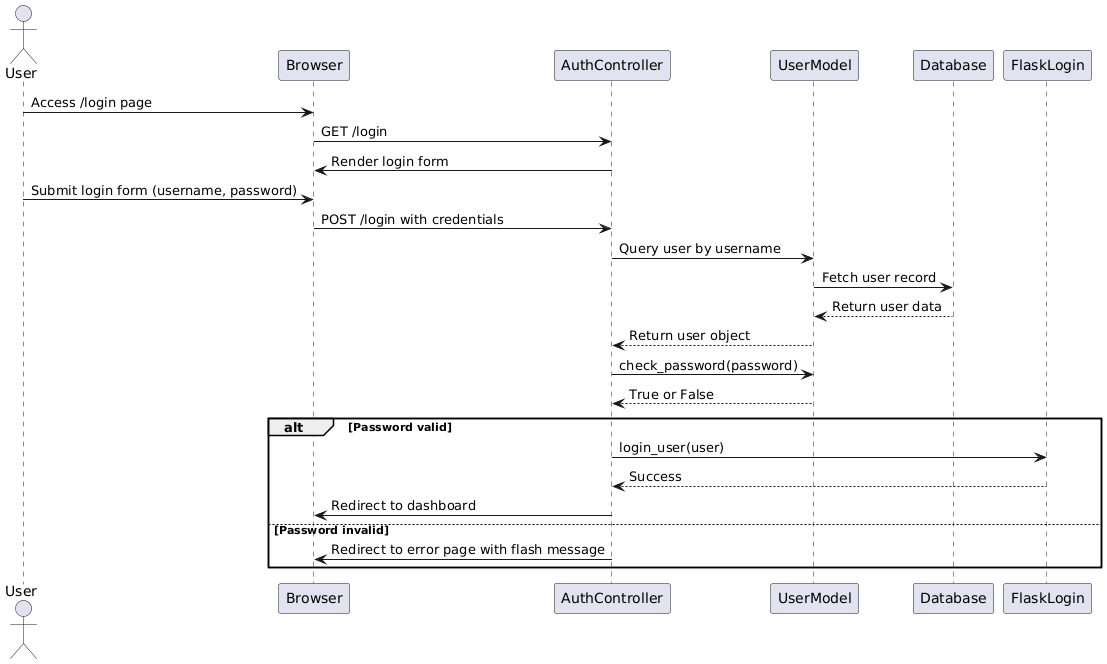 User
Browser
AuthController
UserModel
Database
FlaskLogin
Access /login page
GET /login
Render login form
Submit login form (username, password)
POST /login with credentials
Query user by username
Fetch user record
Return user data
Return user object
check_password(password)
True or False
alt
[Password valid]
login_user(user)
Success
Redirect to dashboard
[Password invalid]
Redirect to error page with flash message
User
Browser
AuthController
UserModel
Database
FlaskLogin